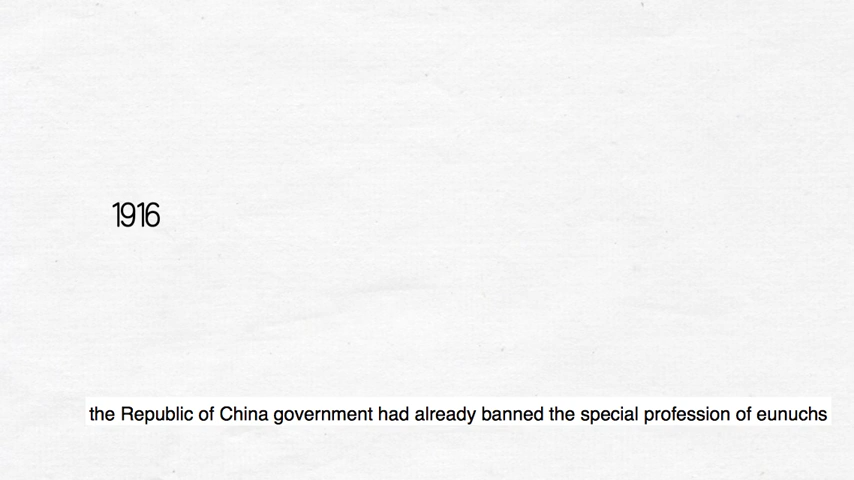 1916
the Republic of China government had already banned the special profession of eunuchs